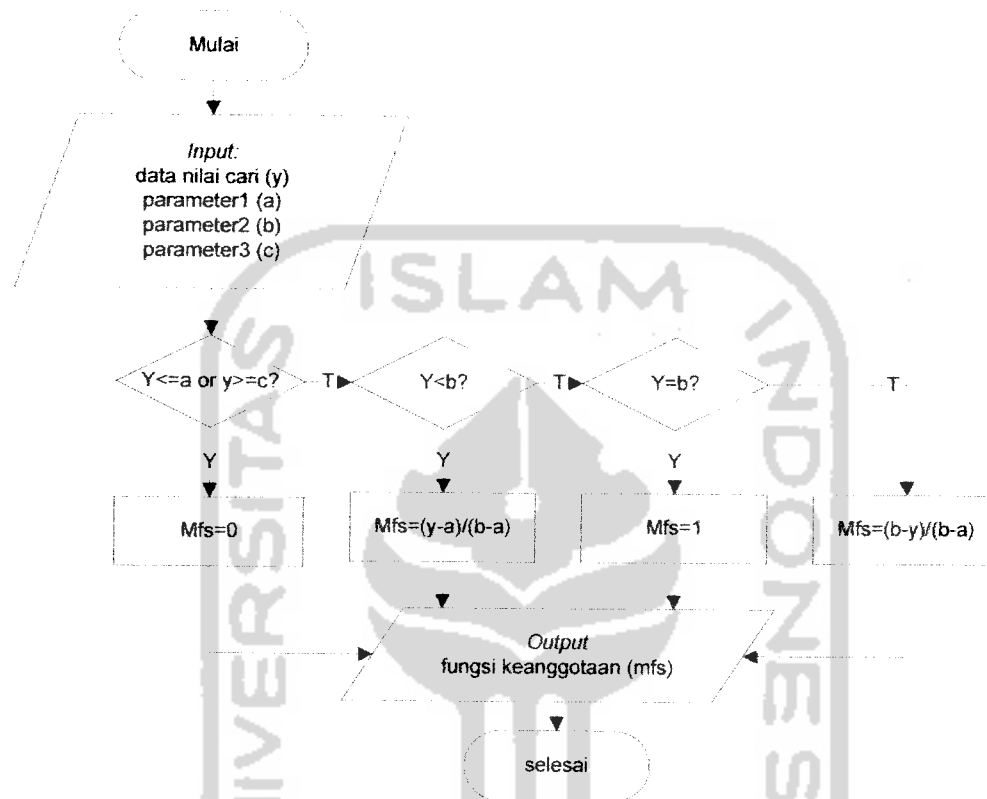 Mulai
Input:
data nilai cari (y)
parameter1 (a)
parameter2 (b)
parameter3 (c)
ISLAM
UNIVERSITAS
INDONES
Y<=a or y>=c?
T
Y<b?
T
Y=b?
T
Y
Y
Y
Mfs=0
Mfs=(y-a)/(b-a)
Mfs=1
Mfs=(b-y)/(b-a)
Output
fungsi keanggotaan (mfs)
selesai